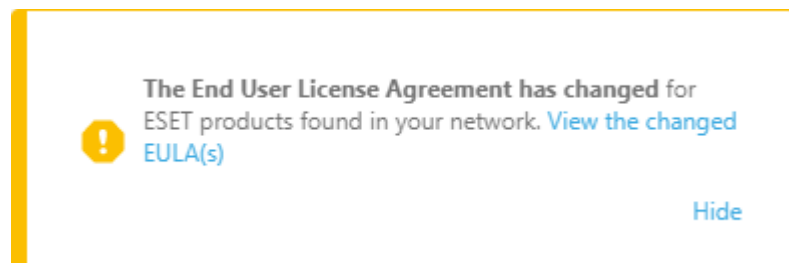 The End User License Agreement has changed for
ESET products found in your network. View the changed
EULA(s)
Hide